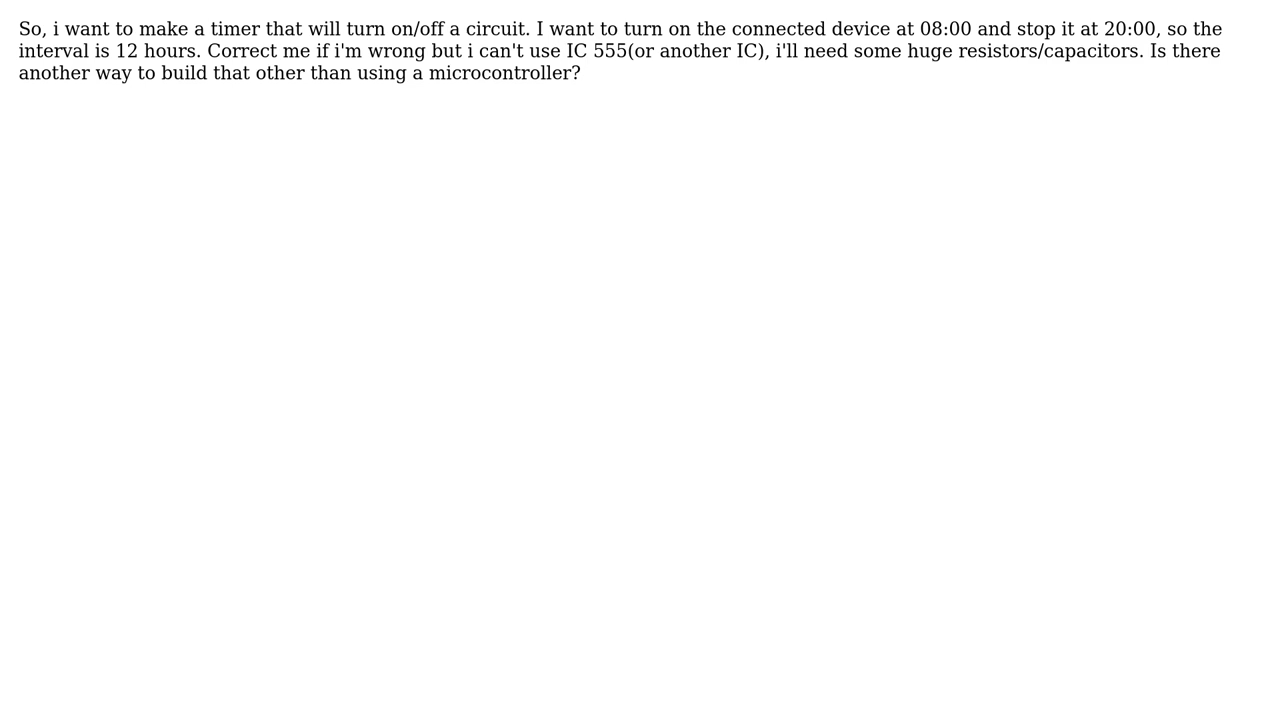 So, i want to make a timer that will turn on/off a circuit. I want to turn on the connected device at 08:00 and stop it at 20:00, so the
interval is 12 hours. Correct me if i'm wrong but i can't use IC 555(or another IC), i'll need some huge resistors/capacitors. Is there
another way to build that other than using a microcontroller?